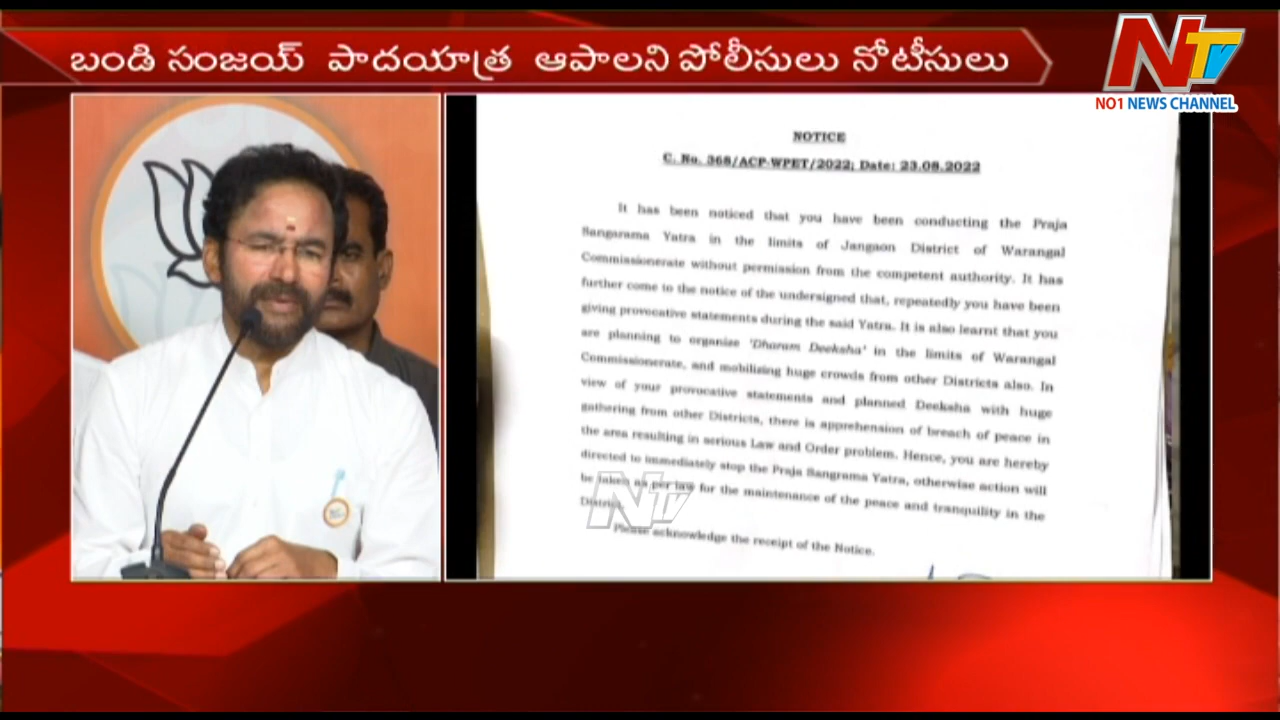 బండి సంజయ్ పాదయాత్ర ఆపాలని పోలీసులు నోటీసులు
NTV
NO1 NEWS CHANNEL
NOTICE
C. No. 368/ACP-WPET/2022; Date: 23.08.2022
It has been noticed that you have been conducting the Praja
Sangarama Yatra in the limits of Jangaon District of Warangal
Commissionerate without permission from the competent authority. It has
further come to the notice of the undersigned that, repeatedly you have been
giving provocative statements during the said Yatra. It is also learnt that you
are planning to organize 'Dharam Deeksha' in the limits of Warangal
Commissionerate, and mobilizing huge crowds from other Districts also. In
view of your provocative statements and planned Deeksha with huge
gathering from other Districts, there is apprehension of breach of peace in
the area resulting in serious Law and Order problem. Hence, you are hereby
directed to immediately stop the Praja Sangrama Yatra, otherwise action will
be taken as per law for the maintenance of the peace and tranquility in the
District.
NTV
Please acknowledge the receipt of the Notice.